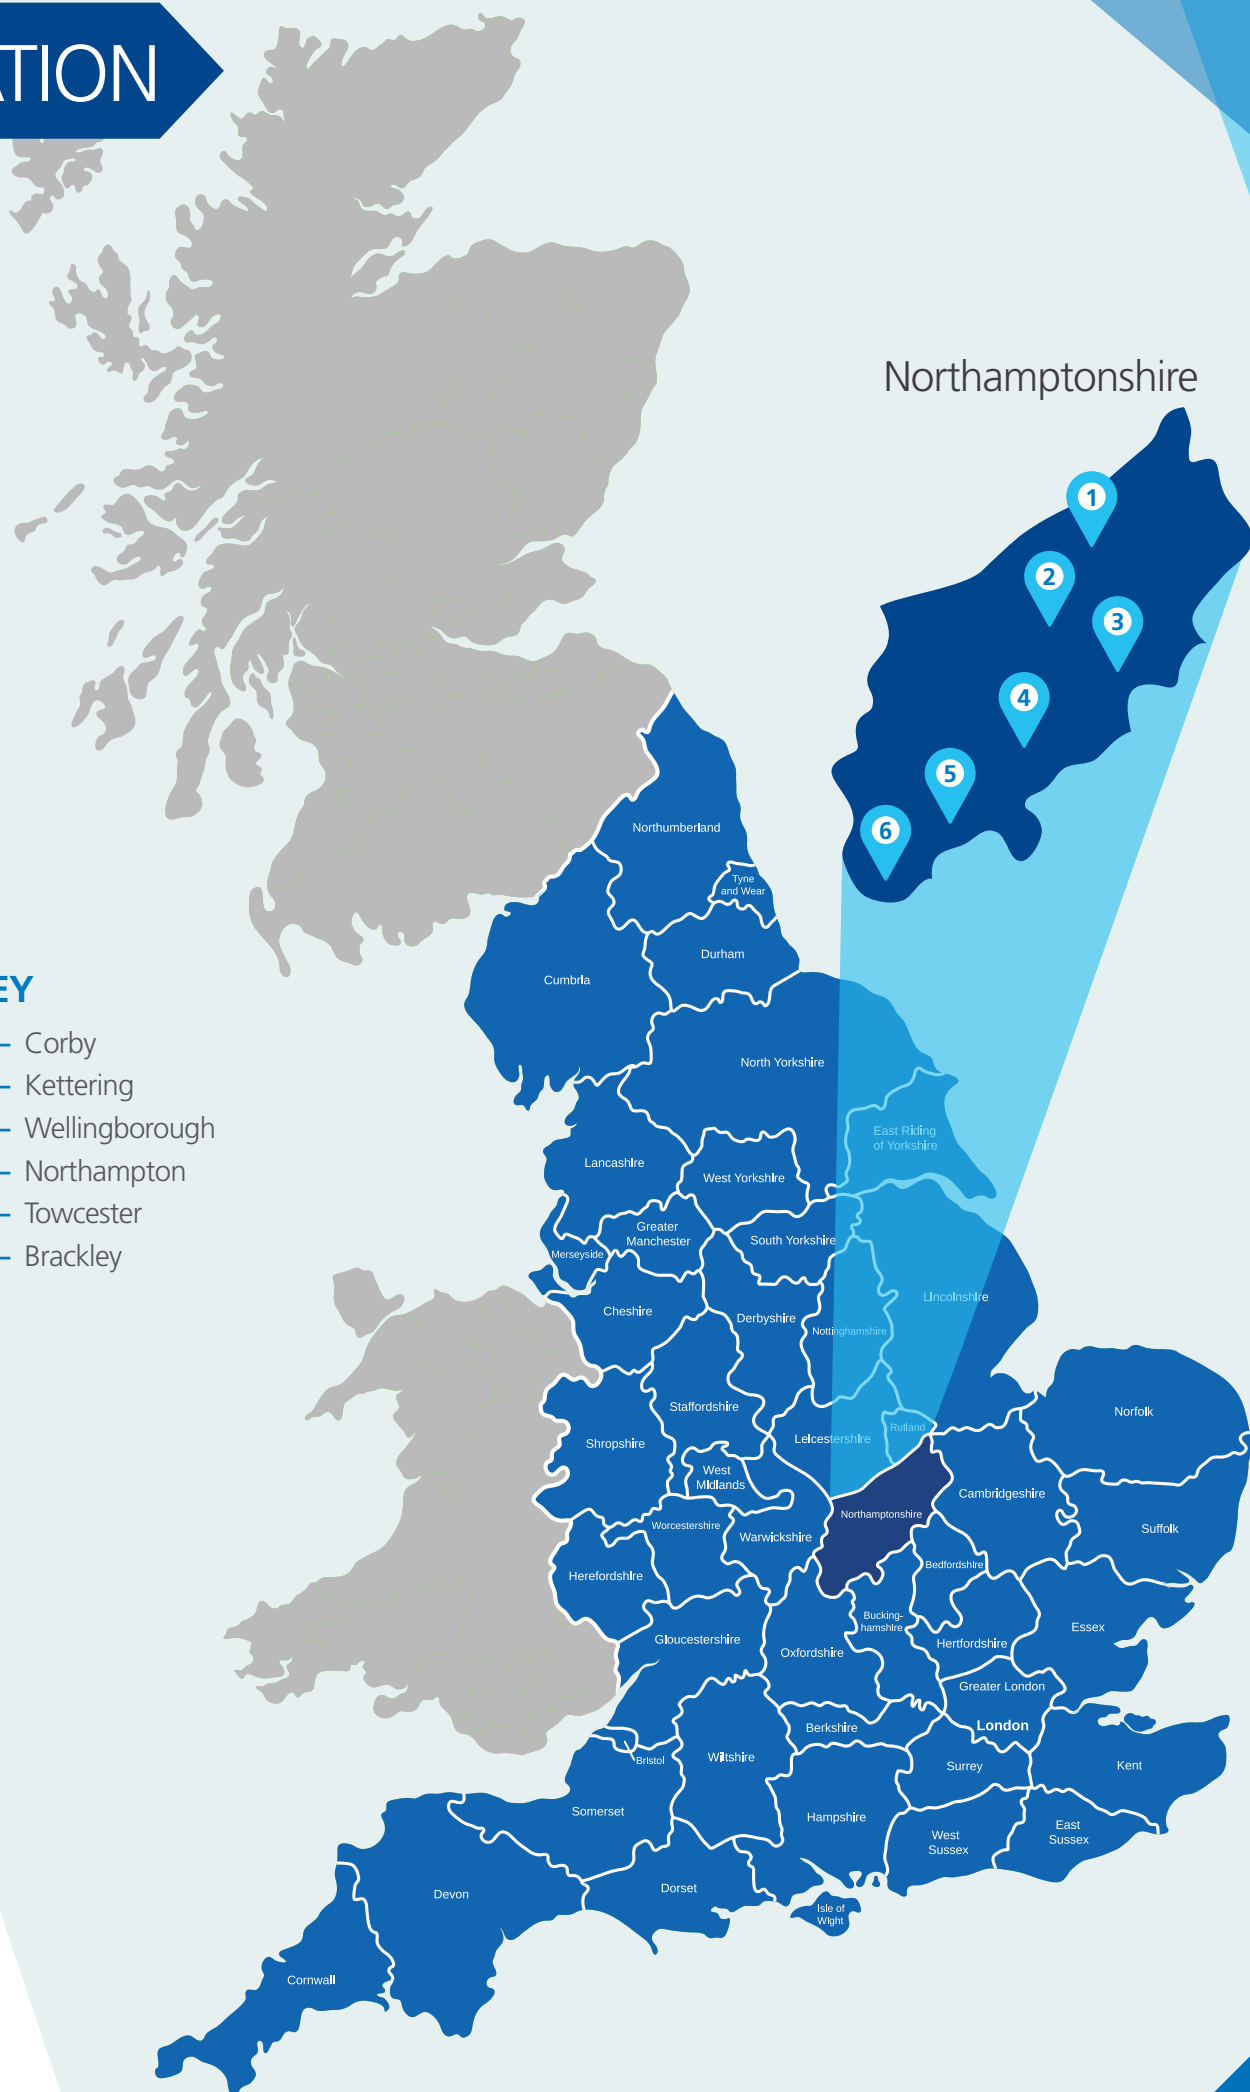 ATION
Northamptonshire
1
2
3
4
5
6
Northumberland
Tyne
and Wear
Durham
Cumbria
EY
– Corby
– Kettering
– Wellingborough
– Northampton
– Towcester
– Brackley
North Yorkshire
East Riding
of Yorkshire
Lancashire
West Yorkshire
Greater
Manchester
South Yorkshire
Merseyside
Cheshire
Derbyshire
Nottinghamshire
Lincolnshire
Staffordshire
Shropshire
Leicestershire
Rutland
Norfolk
West
Midlands
Cambridgeshire
Northamptonshire
Worcestershire
Warwickshire
Suffolk
Herefordshire
Bedfordshire
Bucking-
hamshire
Essex
Gloucestershire
Oxfordshire
Hertfordshire
Greater London
London
Berkshire
Bristol
Wiltshire
Surrey
Kent
Somerset
Hampshire
West
Sussex
East
Sussex
Devon
Dorset
Isle of
Wight
Cornwall